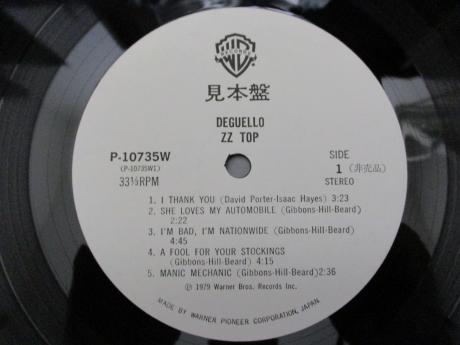 WB
RECORDS
見本盤
DEGUELLO
ZZ TOP
P-10735W
(P-10735W1)
33⅓RPM
SIDE
1 (非売品)
STEREO
1. I THANK YOU (David Porter-Isaac Hayes) 3:23
2. SHE LOVES MY AUTOMOBILE (Gibbons-Hill-Beard)
2:22
3. I'M BAD, I'M NATIONWIDE (Gibbons-Hill-Beard)
4:45
4. A FOOL FOR YOUR STOCKINGS
(Gibbons-Hill-Beard) 4:15
5. MANIC MECHANIC (Gibbons-Hill-Beard)2:36
Ⓟ 1979 Warner Bros. Records Inc.
MADE BY WARNER PIONEER CORPORATION, JAPAN.